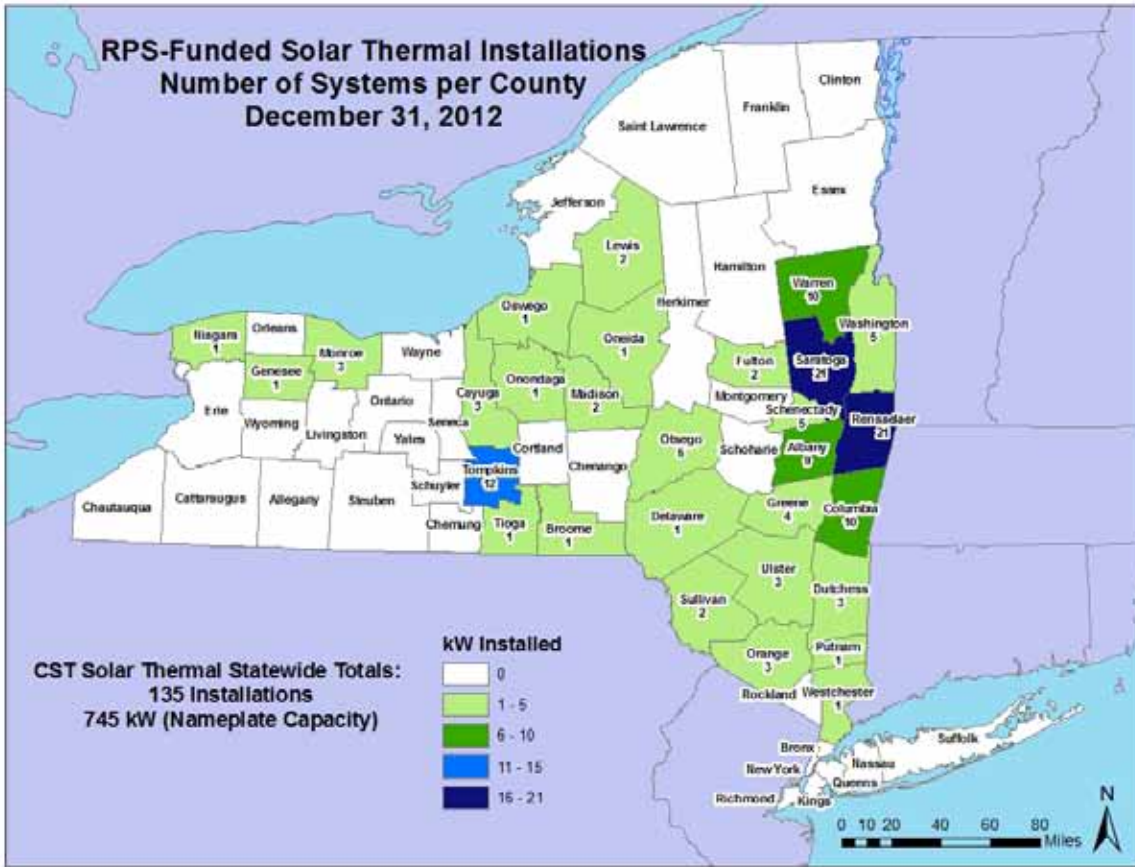 RPS-Funded Solar Thermal Installations
Number of Systems per County
December 31, 2012
Clinton
Franklin
Saint Lawrence
Essex
Jefferson
Lewis
2
Hamilton
Herkimer
Warren
10
Oswego
1
Washington
5
Oneida
1
Niagara
1
Orleans
Monroe
3
Wayne
Saratoga
21
Fulton
2
Genesee
1
Onondaga
1
Cayuga
3
Madison
2
Montgomery
Schenectady
5
Rensselaer
21
Erie
Wyoming
Livingston
Ontario
Seneca
Yates
Otsego
Schoharie
Albany
9
Cortland
Chenango
Tompkins
12
Schuyler
Chautauqua
Cattaraugus
Allegany
Steuben
Chemung
Tioga
1
Broome
1
Delaware
1
Greene
4
Columbia
10
Ulster
3
Dutchess
3
Sullivan
2
Orange
3
Putnam
1
Rockland
Westchester
1
Bronx
New York
Nassau
Suffolk
Queens
Richmond
Kings
CST Solar Thermal Statewide Totals:
135 Installations
745 kW (Nameplate Capacity)
kW Installed
0
1 - 5
6 - 10
11 - 15
16 - 21
N
0 10 20 40 60 80
Miles